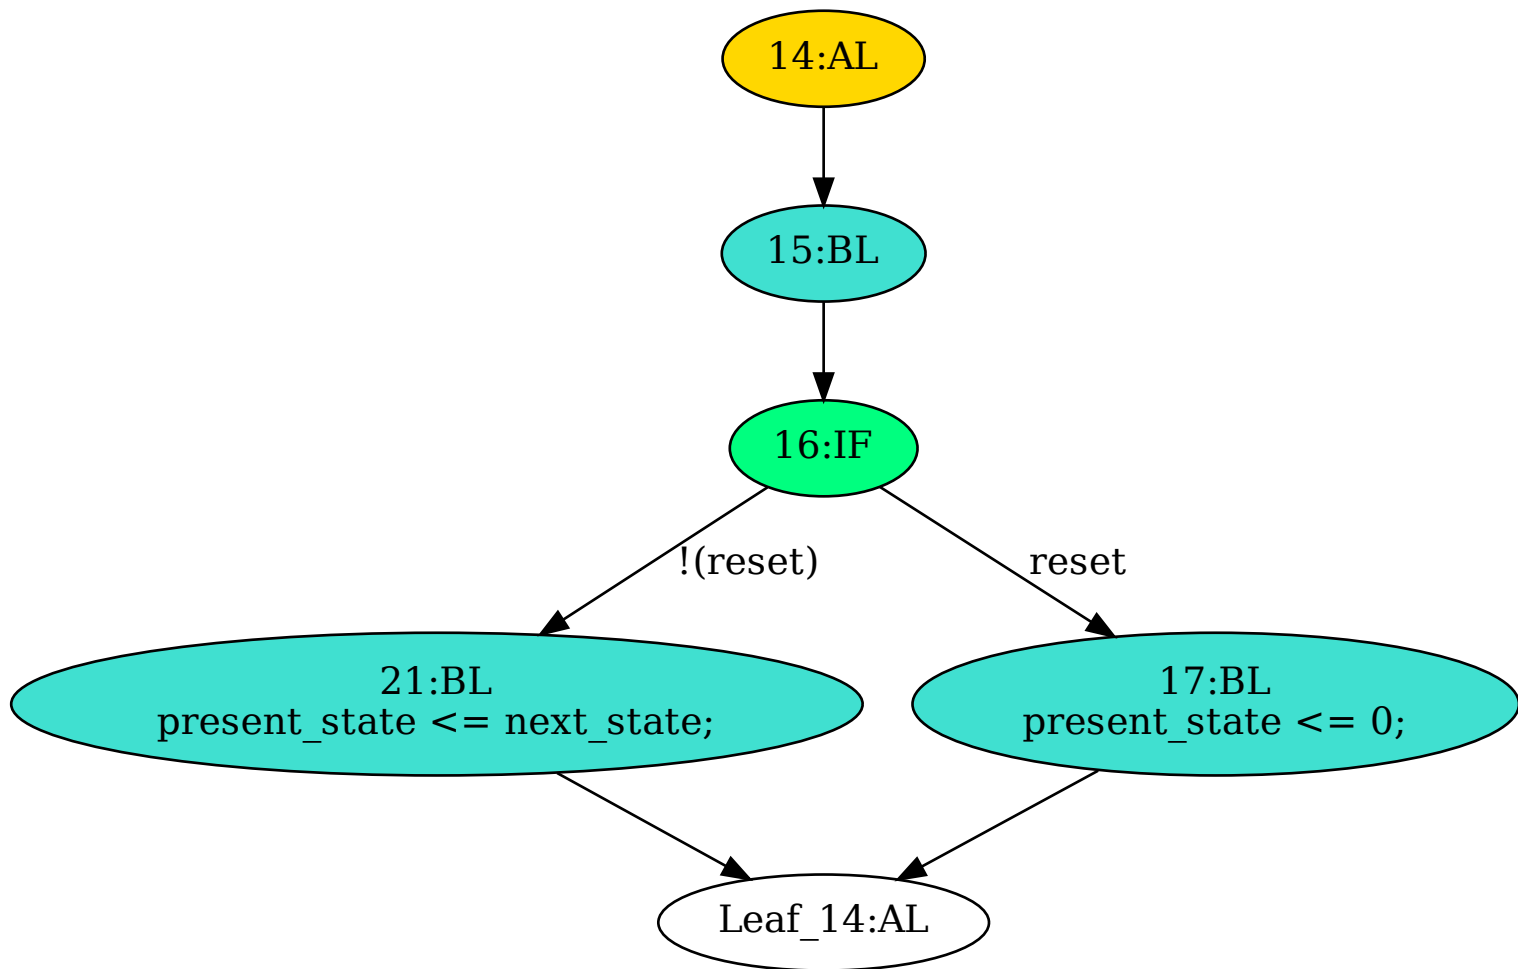 14:AL
15:BL
16:IF
!(reset)
reset
21:BL
present_state <= next_state;
17:BL
present_state <= 0;
Leaf_14:AL